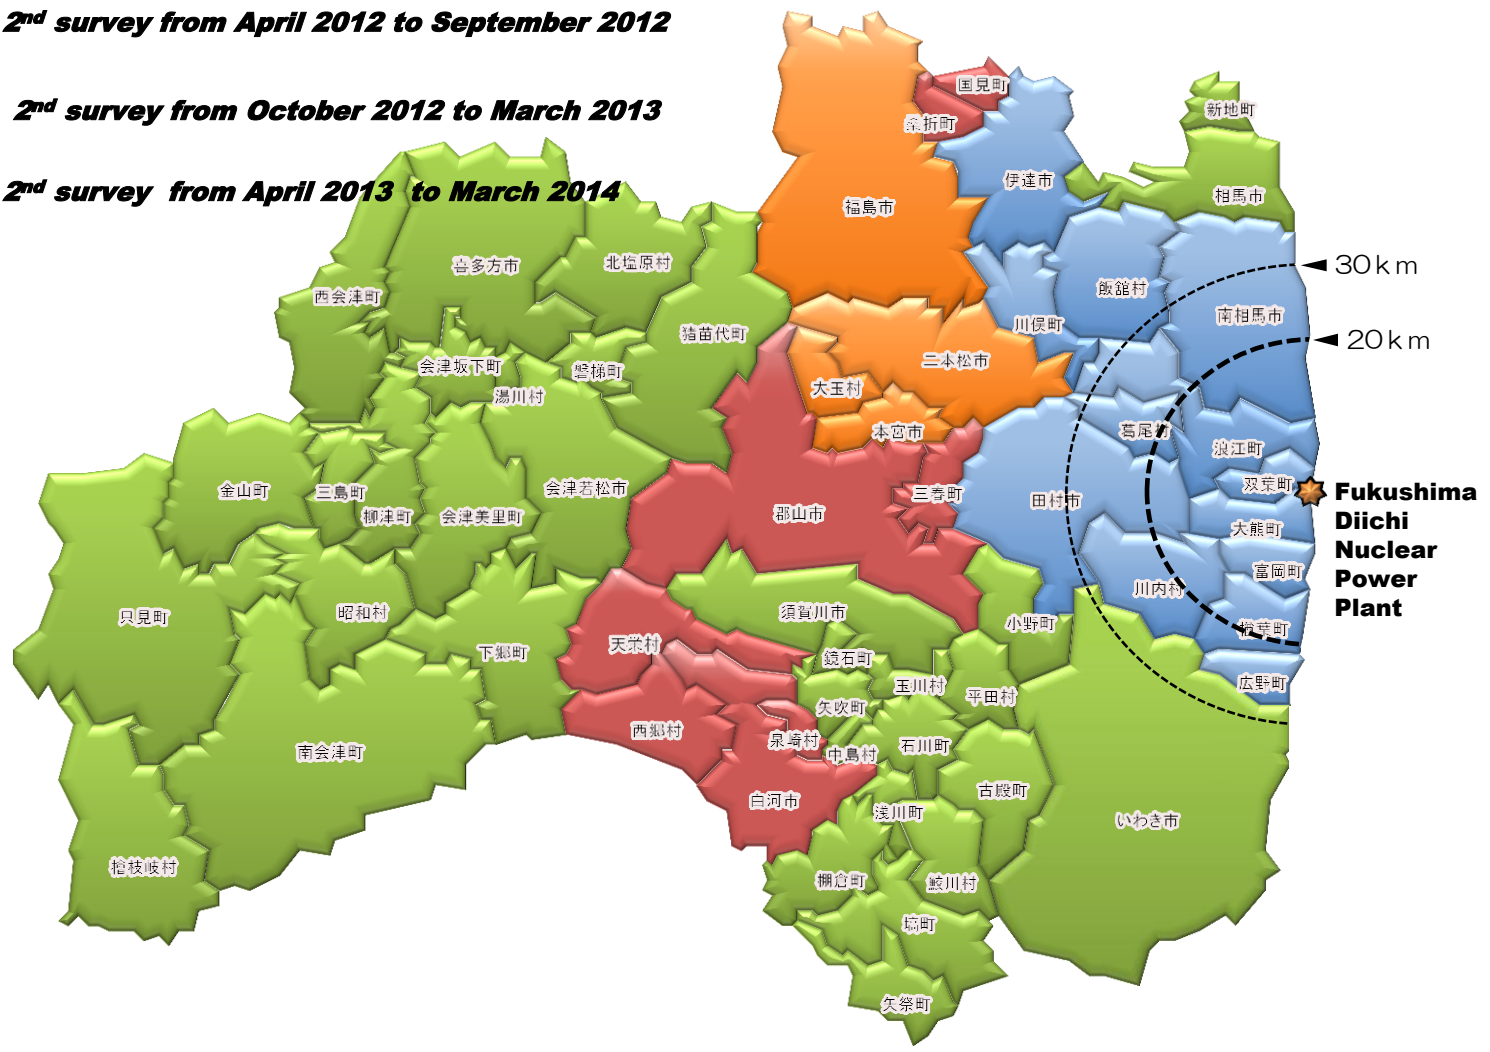 2nd survey from April 2012 to September 2012
2nd survey from October 2012 to March 2013
2nd survey from April 2013 to March 2014
国見町
桑折町
新地町
伊達市
相馬市
福島市
喜多方市
北塩原村
西会津町
飯舘村
30km
南相馬市
川俣町
猪苗代町
20km
二本松市
会津坂下町
磐梯町
大玉村
湯川村
本宮市
葛尾村
浪江町
双葉町
金山町
三島町
会津若松市
三春町
田村市
郡山市
柳津町
会津美里町
大熊町
Fukushima
Diichi
Nuclear
Power
Plant
富岡町
川内村
只見町
昭和村
須賀川市
小野町
楢葉町
天栄村
下郷町
鏡石町
玉川村
広野町
平田村
矢吹町
西郷村
泉崎村
石川町
中島村
南会津町
古殿町
白河市
浅川町
いわき市
檜枝岐村
棚倉町
鮫川村
塙町
矢祭町